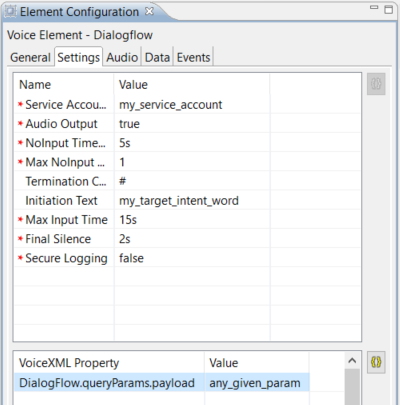 Element Configuration
Voice Element - Dialogflow
General Settings Audio Data Events
Name Value
* Service Accou... my_service_account
* Audio Output true
* NoInput Time... 5s
* Max NoInput ... 1
Termination C... #
Initiation Text my_target_intent_word
* Max Input Time 15s
* Final Silence 2s
* Secure Logging false
VoiceXML Property Value
DialogFlow.queryParams.payload any_given_param